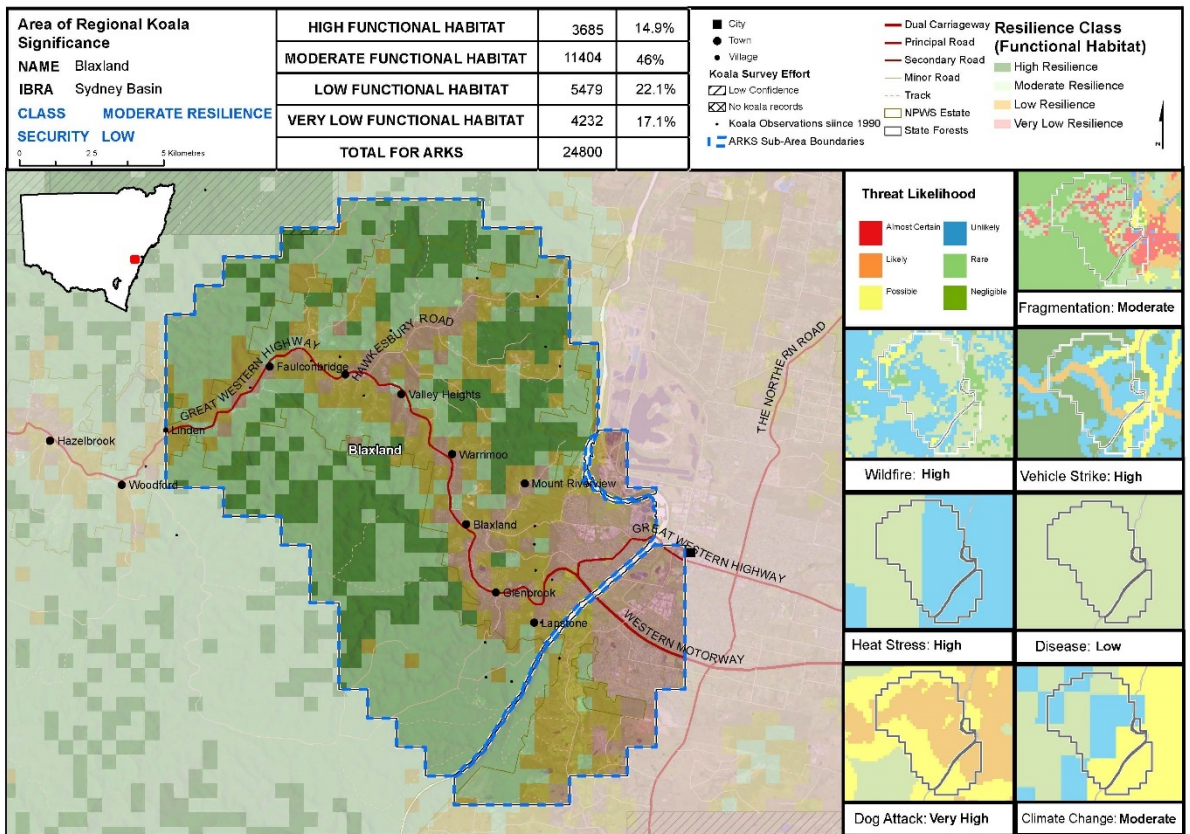 Area of Regional Koala
Significance
NAME Blaxland
IBRA Sydney Basin
CLASS MODERATE RESILIENCE
SECURITY LOW
0 2.5 5 Kilometres
HIGH FUNCTIONAL HABITAT 3685 14.9%
MODERATE FUNCTIONAL HABITAT 11404 46%
LOW FUNCTIONAL HABITAT 5479 22.1%
VERY LOW FUNCTIONAL HABITAT 4232 17.1%
TOTAL FOR ARKS 24800
City
Town
Village
Koala Survey Effort
Low Confidence
No koala records
Koala Observations siince 1990
ARKS Sub-Area Boundaries
Dual Carriageway
Principal Road
Secondary Road
Minor Road
Track
NPWS Estate
State Forests
Resilience Class
(Functional Habitat)
High Resilience
Moderate Resilience
Low Resilience
Very Low Resilience
N
GREAT WESTERN HIGHWAY
HAWKESBURY ROAD
THE NORTHERN ROAD
Faulconbridge
Valley Heights
Linden
Hazelbrook
Blaxland
Warrimoo
Woodford
Mount Riverview
Blaxland
GREAT WESTERN HIGHWAY
Glenbrook
Lapstone
WESTERN MOTORWAY
Threat Likelihood
Almost Certain
Unlikely
Likely
Rare
Possible
Negligible
Fragmentation: Moderate
Wildfire: High
Vehicle Strike: High
Heat Stress: High
Disease: Low
Dog Attack: Very High
Climate Change: Moderate